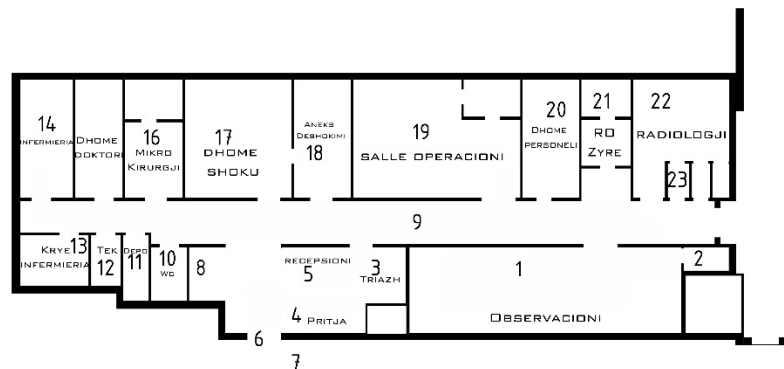 14
INFERMIERIA
DHOME
DOKTORI
16
MIKRO
KIRURGJI
17
DHOME
SHOKU
ANEKS
DESHOKIMI
18
19
SALLE OPERACIONI
20
DHOME
PERSONELI
21
RO
ZYRE
22
RADIOLOGJI
23
9
KRYE 13
INFERMIERIA
TEK
12
DEPO
11
10
WC
8
RECEPSIONI
5
3
TRIAZH
4 PRITJA
1
OBSERVACIONI
2
6
7